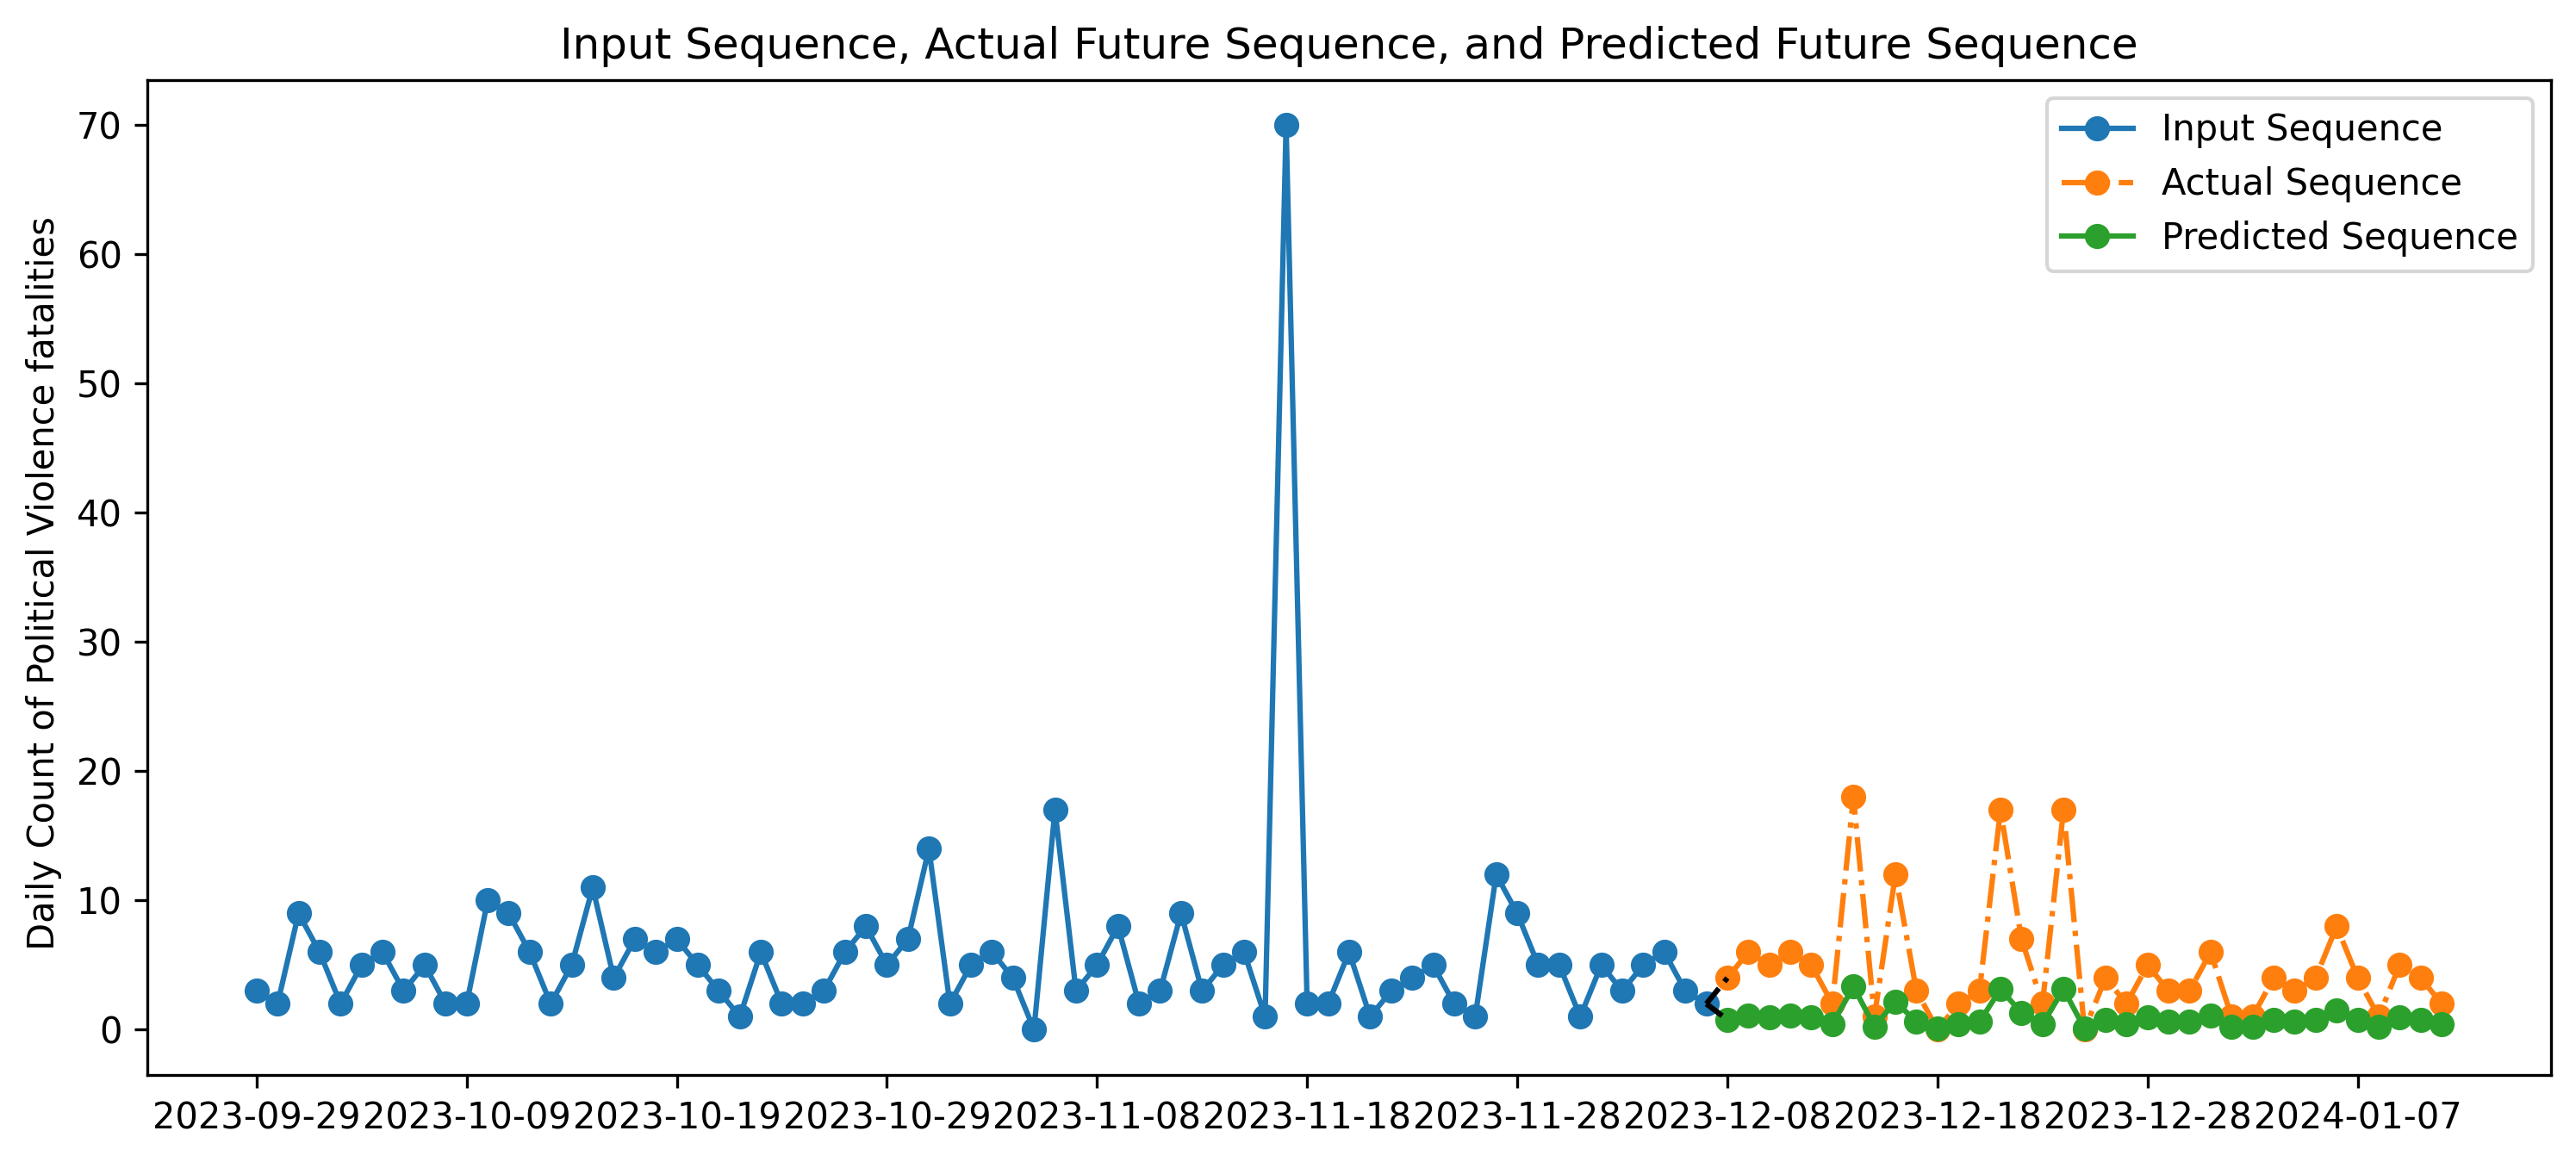 Input Sequence, Actual Future Sequence, and Predicted Future Sequence
Daily Count of Political Violence fatalities
70
60
50
40
30
20
10
0
Input Sequence
Actual Sequence
Predicted Sequence
2023-09-29 2023-10-09 2023-10-19 2023-10-29 2023-11-08 2023-11-18 2023-11-28 2023-12-08 2023-12-18 2023-12-28 2024-01-07